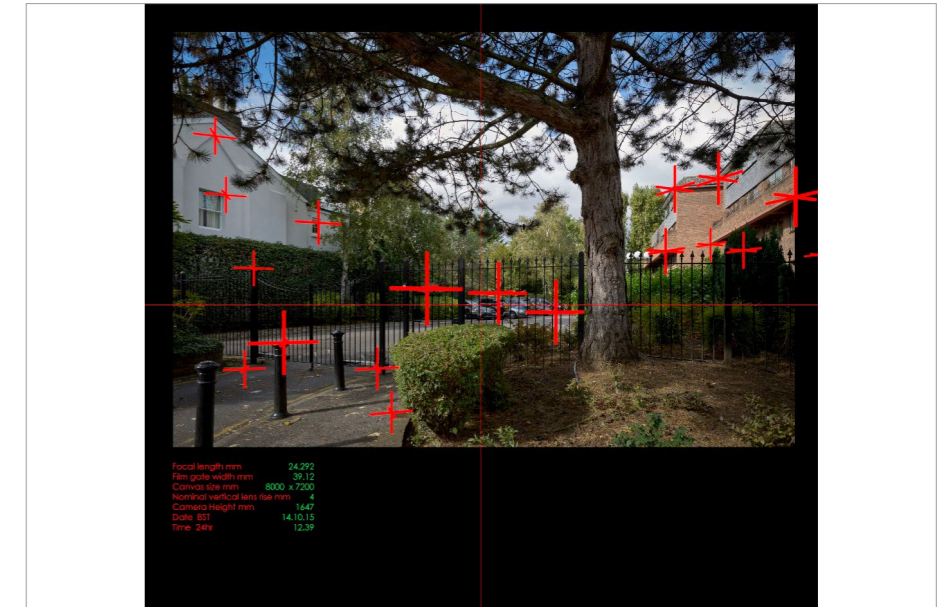 Focal length mm 24.292
Film gate width mm 39.12
Canvas size mm 8000 x 7200
Nominal vertical lens rise mm 4
Camera Height mm 1647
Date BST 14.10.15
Time 24hr 12.39